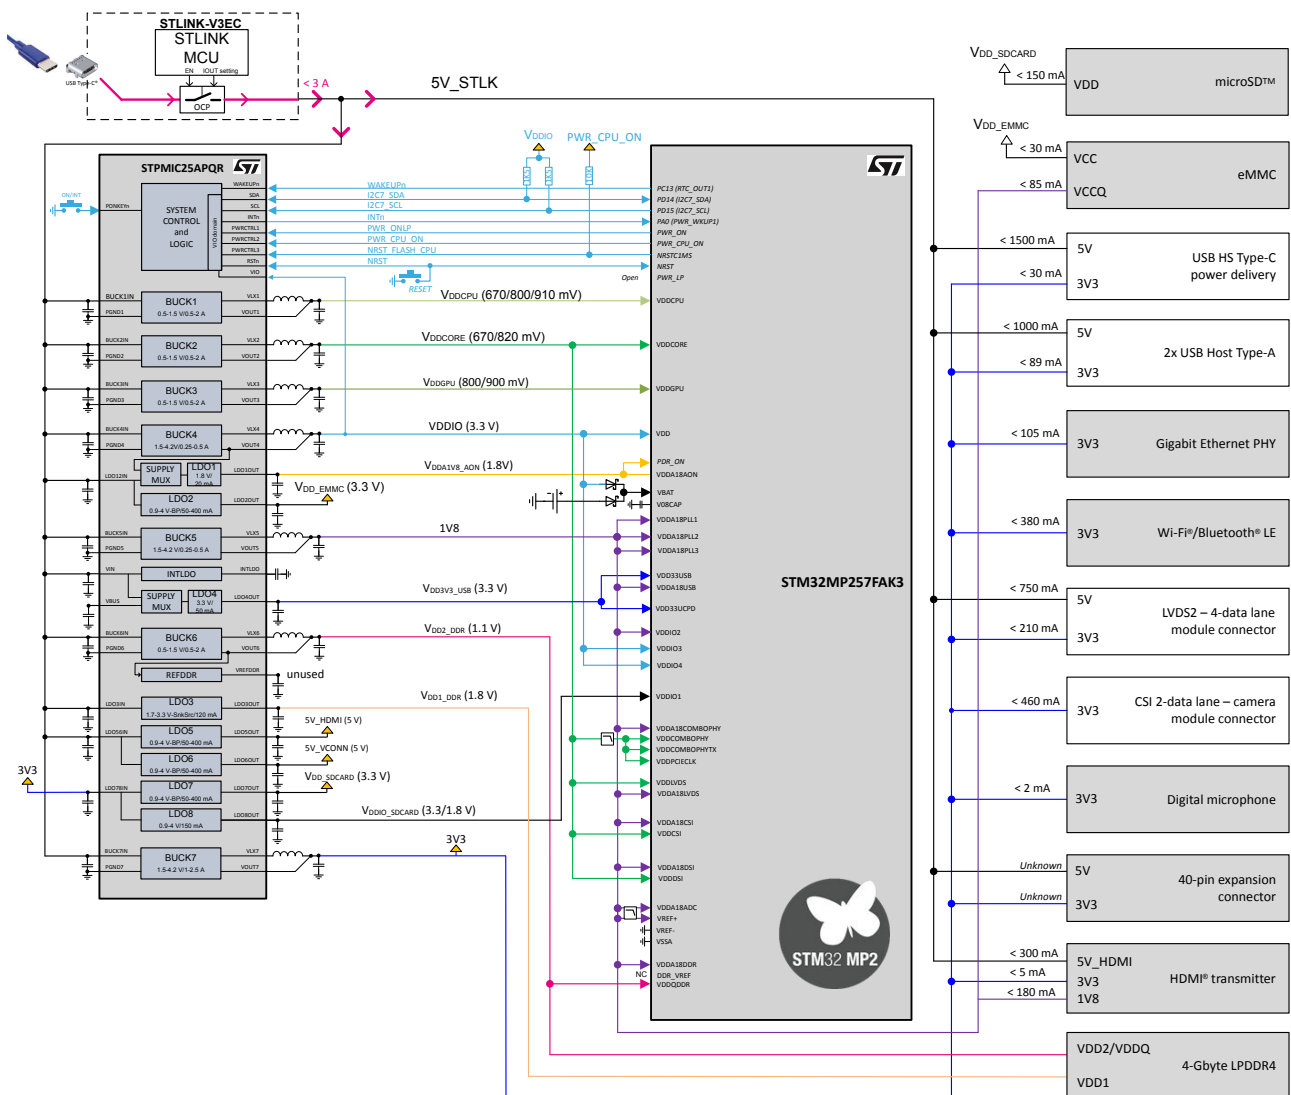 STLINK-V3EC
STLINK
MCU
EN IOUT setting
USB Type-C®
OCP
< 3 A
5V_STLK
STPMIC25APQR
ON/INT
PONKEYn
SYSTEM
CONTROL
and
LOGIC
VIO domain
WAKEUPn
SDA
SCL
INTn
PWRCTRL1
PWRCTRL2
PWRCTRL3
RSTn
VIO
WAKEUPn
I2C7_SDA
I2C7_SCL
INTn
PWR_ONLP
PWR_CPU_ON
NRST_FLASH_CPU
NRST
RESET
VDDIO
PWR_CPU_ON
1K5
1K5
10K
PC13 (RTC_OUT1)
PD14 (I2C7_SDA)
PD15 (I2C7_SCL)
PA0 (PWR_WKUP1)
PWR_ON
PWR_CPU_ON
NRSTC1MS
NRST
Open PWR_LP
BUCK1IN
PGND1
BUCK1
0.5-1.5 V/0.5-2 A
VLX1
VOUT1
VDDCPU (670/800/910 mV)
VDDCPU
BUCK2IN
PGND2
BUCK2
0.5-1.5 V/0.5-2 A
VLX2
VOUT2
VDDCORE (670/820 mV)
VDDCORE
BUCK3IN
PGND3
BUCK3
0.5-1.5 V/0.5-2 A
VLX3
VOUT3
VDDGPU (800/900 mV)
VDDGPU
BUCK4IN
PGND4
BUCK4
1.5-4.2V/0.25-0.5 A
VLX4
VOUT4
VDDIO (3.3 V)
VDD
LDO12IN
SUPPLY
MUX
LDO1
1.8 V/
20 mA
LDO1OUT
VDDA1V8_AON (1.8V)
PDR_ON
VDDA18AON
LDO2
0.9-4 V-BP/50-400 mA
LDO2OUT
VDD_EMMC (3.3 V)
VBAT
V08CAP
BUCK5IN
PGND5
BUCK5
1.5-4.2 V/0.25-0.5 A
VLX5
VOUT5
1V8
VDDA18PLL1
VDDA18PLL2
VDDA18PLL3
VIN
INTLDO
INTLDO
VBUS
SUPPLY
MUX
LDO4
3.3 V/
50 mA
LDO4OUT
VDD3V3_USB (3.3 V)
VDD33USB
VDDA18USB
VDD33UCPD
BUCK6IN
PGND6
BUCK6
0.5-1.5 V/0.5-2 A
VLX6
VOUT6
VDD2_DDR (1.1 V)
VDDIO2
VDDIO3
VDDIO4
REFDDR
VREFDDR
unused
LDO3IN
LDO3
1.7-3.3 V-SnkSrc/120 mA
LDO3OUT
VDD1_DDR (1.8 V)
VDDIO1
LDO56IN
LDO5
0.9-4 V-BP/50-400 mA
LDO5OUT
5V_HDMI (5 V)
LDO6
0.9-4 V-BP/50-400 mA
LDO6OUT
5V_VCONN (5 V)
3V3
LDO78IN
LDO7
0.9-4 V-BP/50-400 mA
LDO7OUT
VDD_SDCARD (3.3 V)
LDO8
0.9-4 V/150 mA
LDO8OUT
VDDIO_SDCARD (3.3/1.8 V)
BUCK7IN
PGND7
BUCK7
1.5-4.2 V/1-2.5 A
VLX7
VOUT7
3V3
VDDA18COMBOPHY
VDDCOMBOPHY
VDDCOMBOPHYTX
VDDPCIECLK
VDDLVDS
VDDA18LVDS
VDDA18CSI
VDDCSI
VDDA18DSI
VDDDSI
VDDA18ADC
VREF+
VREF-
VSSA
VDDA18DDR
NC DDR_VREF
VDDQDDR
STM32MP257FAK3
STM32 MP2
VDD_SDCARD
< 150 mA
VDD
microSD™
VDD_EMMC
< 30 mA
VCC
eMMC
< 85 mA
VCCQ
< 1500 mA
5V
USB HS Type-C
power delivery
< 30 mA
3V3
< 1000 mA
5V
2x USB Host Type-A
< 89 mA
3V3
< 105 mA
3V3
Gigabit Ethernet PHY
< 380 mA
3V3
Wi-Fi®/Bluetooth® LE
< 750 mA
5V
LVDS2 – 4-data lane
module connector
< 210 mA
3V3
< 460 mA
3V3
CSI 2-data lane – camera
module connector
< 2 mA
3V3
Digital microphone
Unknown
5V
40-pin expansion
connector
Unknown
3V3
< 300 mA
5V_HDMI
< 5 mA
3V3
HDMI® transmitter
< 180 mA
1V8
VDD2/VDDQ
4-Gbyte LPDDR4
VDD1